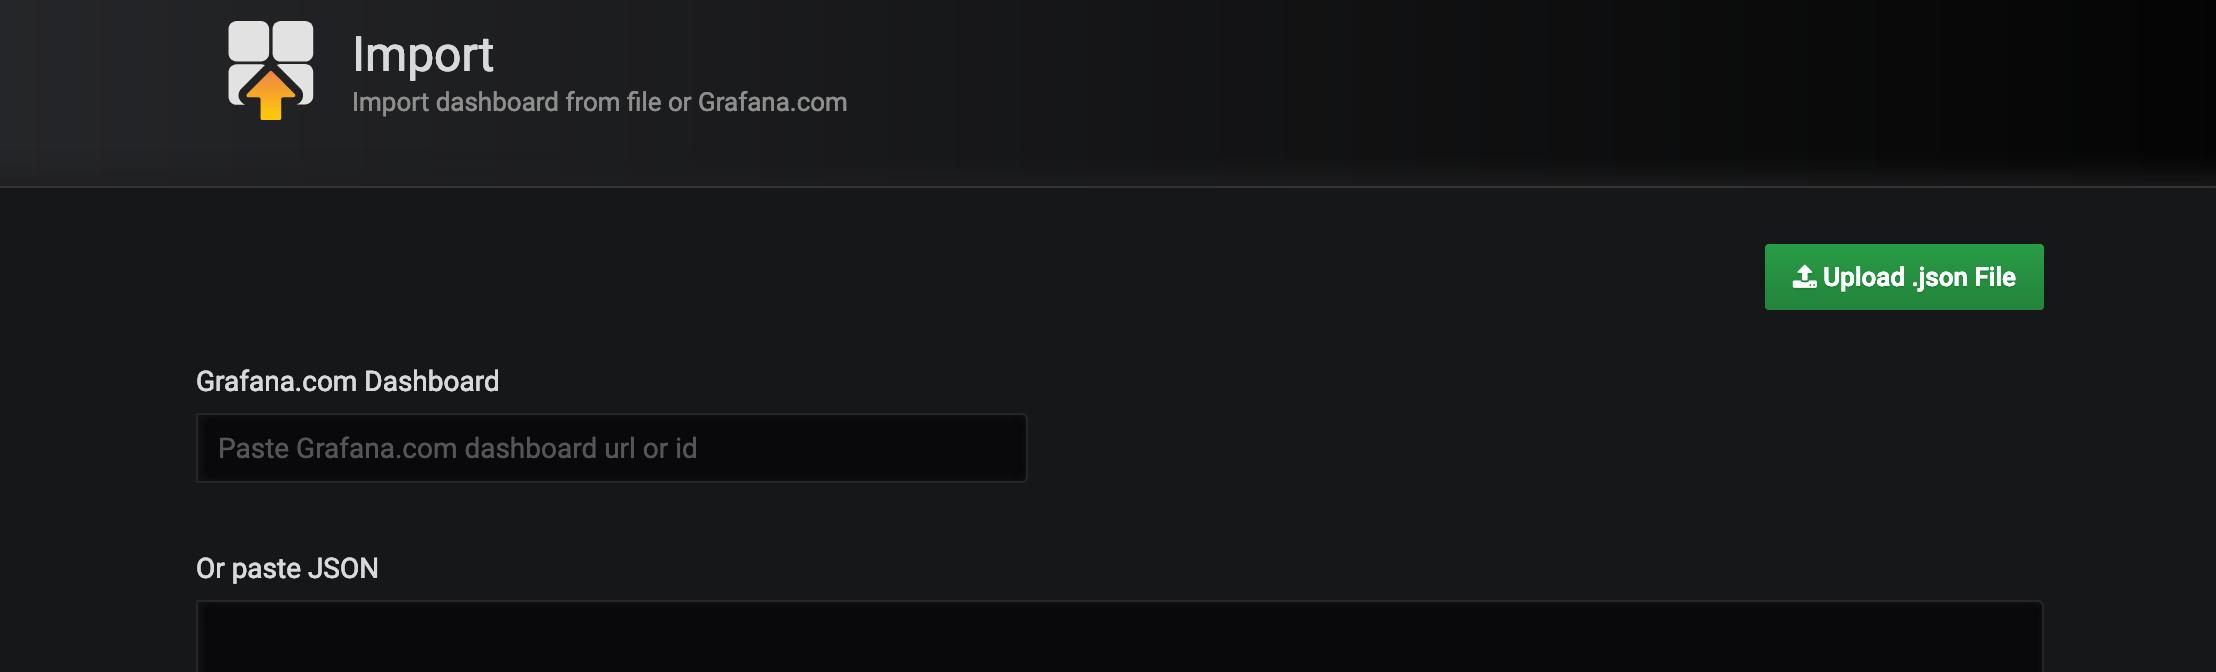 Import
Import dashboard from file or Grafana.com
Upload .json File
Grafana.com Dashboard
Paste Grafana.com dashboard url or id
Or paste JSON